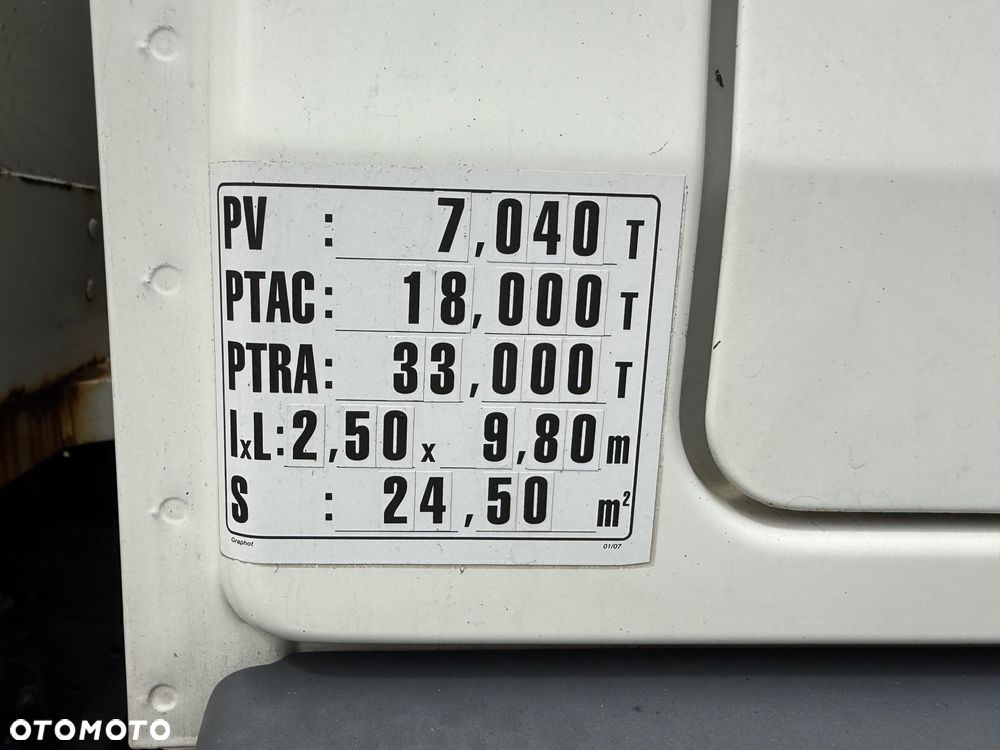 PV : 7,040 T
PTAC: 18,000 T
PTRA: 33,000 T
lxL: 2,50 x 9,80 m
S : 24,50 m²
Graphot 01/07
OTOMOTO